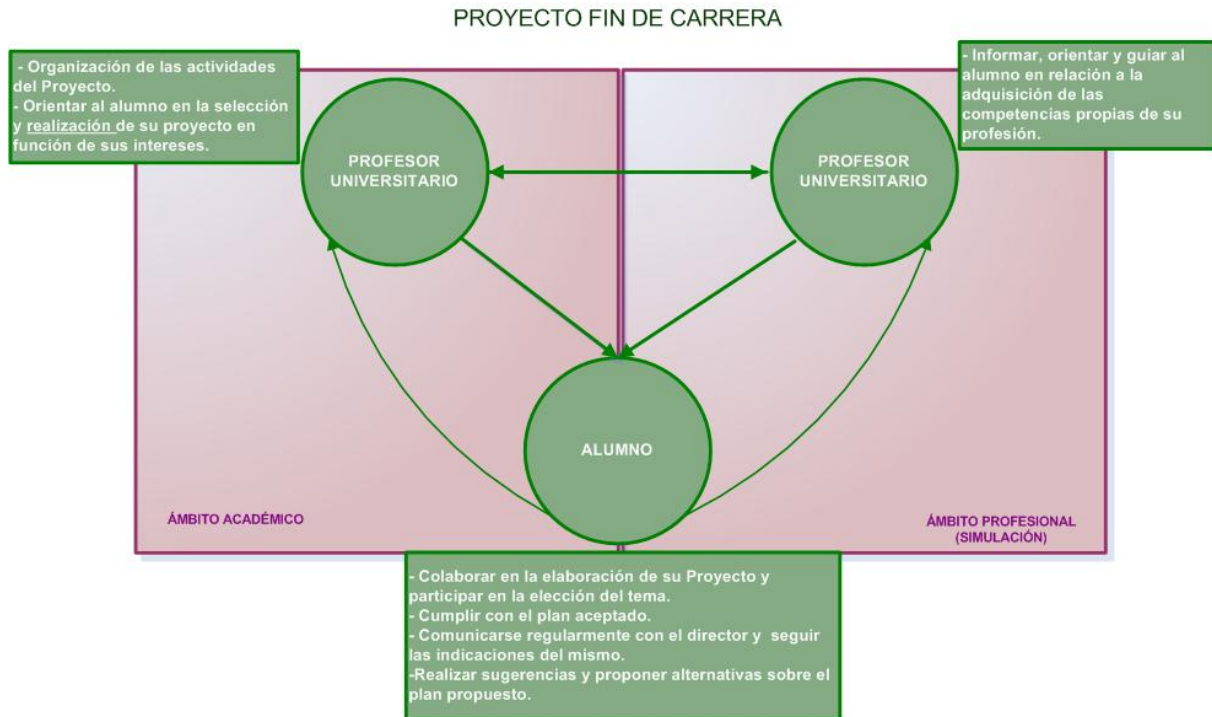 PROYECTO FIN DE CARRERA
- Organización de las actividades
del Proyecto.
- Orientar al alumno en la selección
y realización de su proyecto en
función de sus intereses.
- Informar, orientar y guiar al
alumno en relación a la
adquisición de las
competencias propias de su
profesión.
PROFESOR
UNIVERSITARIO
PROFESOR
UNIVERSITARIO
ALUMNO
ÁMBITO ACADÉMICO
ÁMBITO PROFESIONAL
(SIMULACIÓN)
- Colaborar en la elaboración de su Proyecto y
participar en la elección del tema.
- Cumplir con el plan aceptado.
- Comunicarse regularmente con el director y seguir
las indicaciones del mismo.
-Realizar sugerencias y proponer alternativas sobre el
plan propuesto.